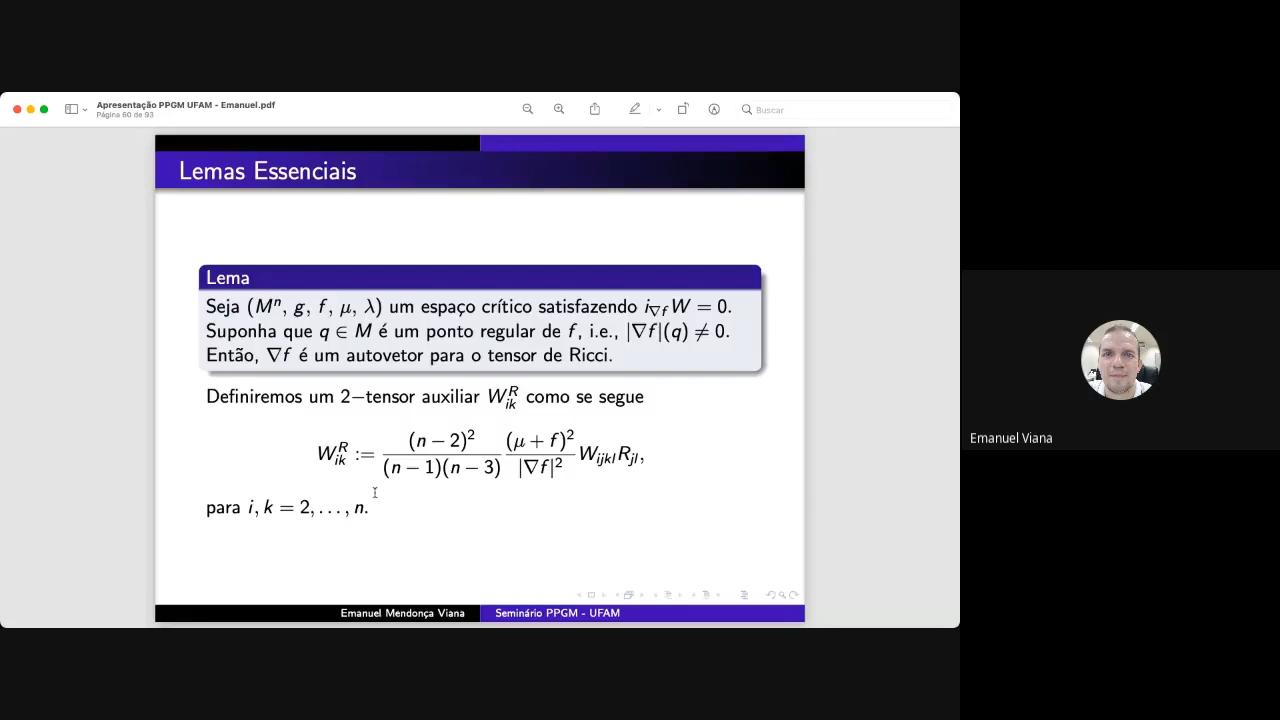 Apresentação PPGM UFAM - Emanuel.pdf
Página 60 de 93
Buscar
Lemas Essenciais
Lema
Seja (Mⁿ, g, f, μ, λ) um espaço crítico satisfazendo i_{∇f}W = 0.
Suponha que q ∈ M é um ponto regular de f, i.e., |∇f|(q) ≠ 0.
Então, ∇f é um autovetor para o tensor de Ricci.
Definiremos um 2−tensor auxiliar W^R_{ik} como se segue
W^R_{ik} := \frac{(n − 2)^2}{(n − 1)(n − 3)} \frac{(μ + f)^2}{|∇f|^2} W_{ijkl}R_{jl},
para i, k = 2, . . . , n.
Emanuel Mendonça Viana
Seminário PPGM - UFAM
Emanuel Viana